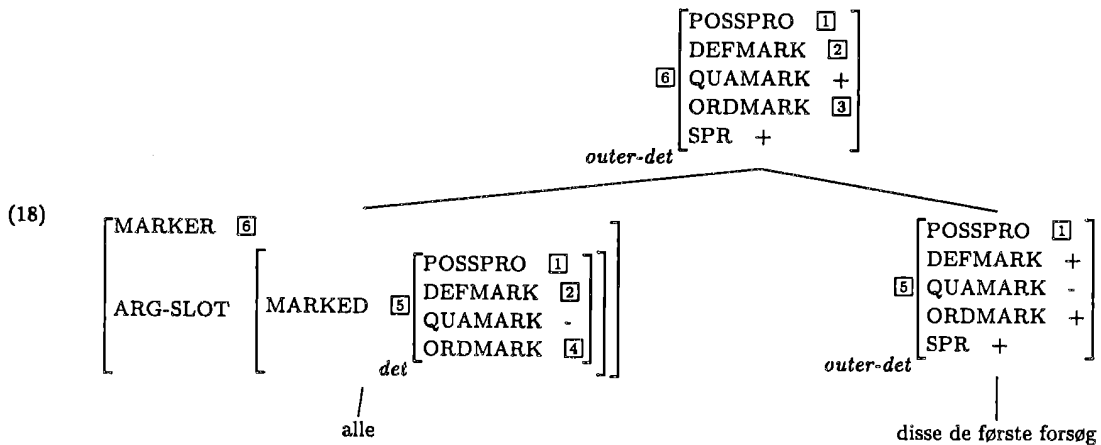 POSSPRO 1
DEFMARK 2
6 QUAMARK +
ORDMARK 3
SPR +
outer-det
(18)
MARKER 6
ARG-SLOT MARKED 5
POSSPRO 1
DEFMARK 2
QUAMARK -
ORDMARK 4
det
alle
POSSPRO 1
DEFMARK +
5 QUAMARK -
ORDMARK +
SPR +
outer-det
disse de første forsøg